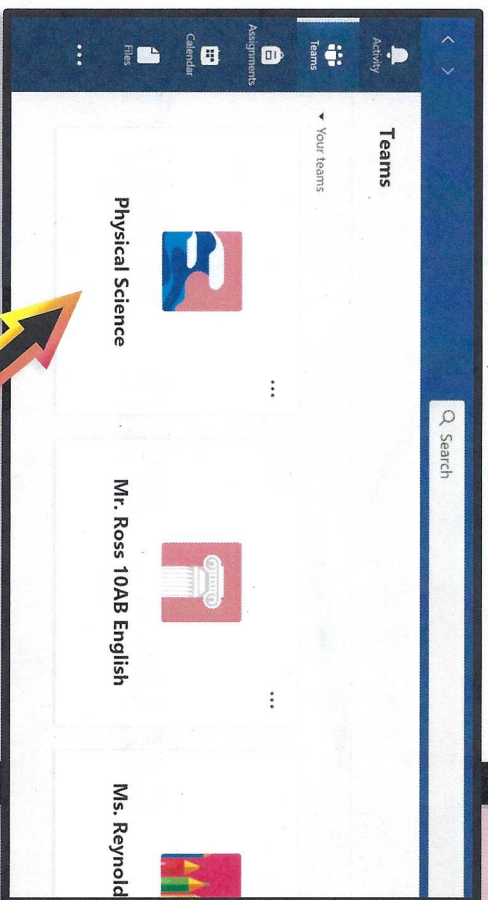 Search
Activity
Teams
Assignments
Calendar
Files
Teams
Your teams
Physical Science
Mr. Ross 10AB English
Ms. Reynold